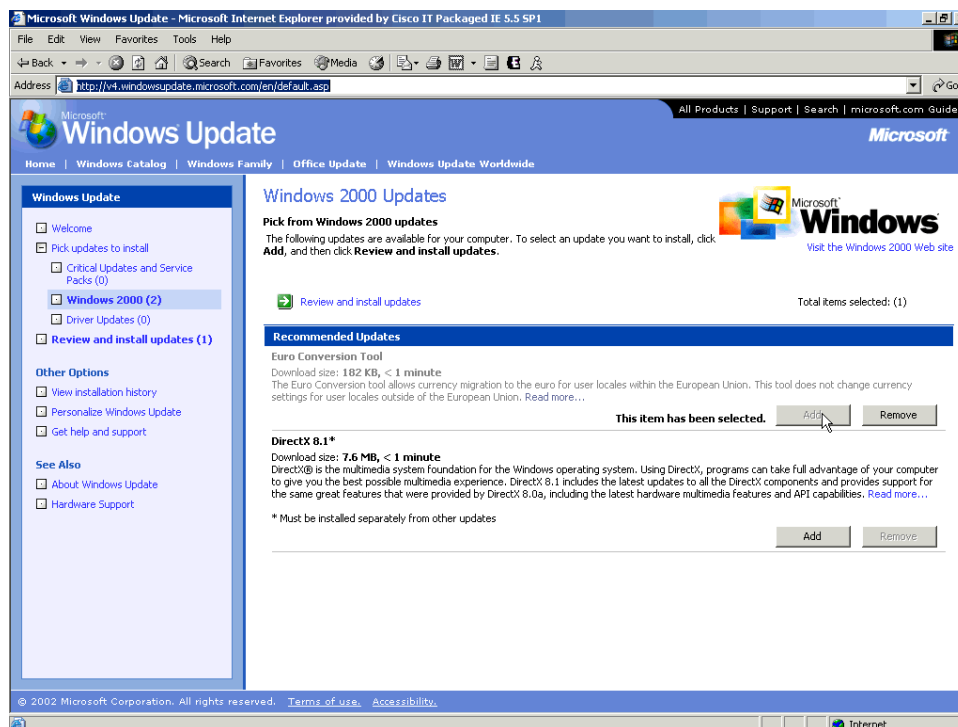 Microsoft Windows Update - Microsoft Internet Explorer provided by Cisco IT Packaged IE 5.5 SP1
File Edit View Favorites Tools Help
Back Search Favorites Media
Address http://v4.windowsupdate.microsoft.com/en/default.asp Go
All Products | Support | Search | microsoft.com Guide
Microsoft
Windows Update
Microsoft
Home | Windows Catalog | Windows Family | Office Update | Windows Update Worldwide
Windows Update
Welcome
Pick updates to install
Critical Updates and Service
Packs (0)
Windows 2000 (2)
Driver Updates (0)
Review and install updates (1)
Other Options
View installation history
Personalize Windows Update
Get help and support
See Also
About Windows Update
Hardware Support
Windows 2000 Updates
Pick from Windows 2000 updates
The following updates are available for your computer. To select an update you want to install, click
Add, and then click Review and install updates.
Microsoft
Windows
Visit the Windows 2000 Web site
Review and install updates Total items selected: (1)
Recommended Updates
Euro Conversion Tool
Download size: 182 KB, < 1 minute
The Euro Conversion tool allows currency migration to the euro for user locales within the European Union. This tool does not change currency
settings for user locales outside of the European Union. Read more...
This item has been selected. Add Remove
DirectX 8.1*
Download size: 7.6 MB, < 1 minute
DirectX® is the multimedia system foundation for the Windows operating system. Using DirectX, programs can take full advantage of your computer
to give you the best possible multimedia experience. DirectX 8.1 includes the latest updates to all the DirectX components and provides support for
the same great features that were provided by DirectX 8.0a, including the latest hardware multimedia features and API capabilities. Read more...
* Must be installed separately from other updates
Add Remove
© 2002 Microsoft Corporation. All rights reserved. Terms of use. Accessibility.
Internet